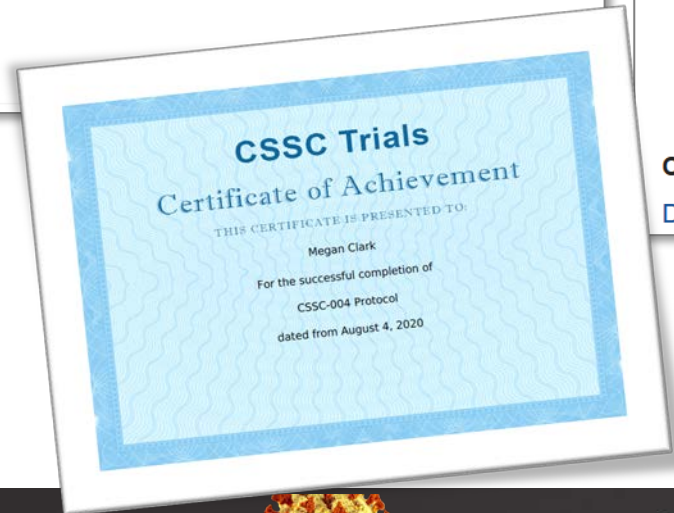 CSSC Trials
Certificate of Achievement
THIS CERTIFICATE IS PRESENTED TO:
Megan Clark
For the successful completion of
CSSC-004 Protocol
dated from August 4, 2020